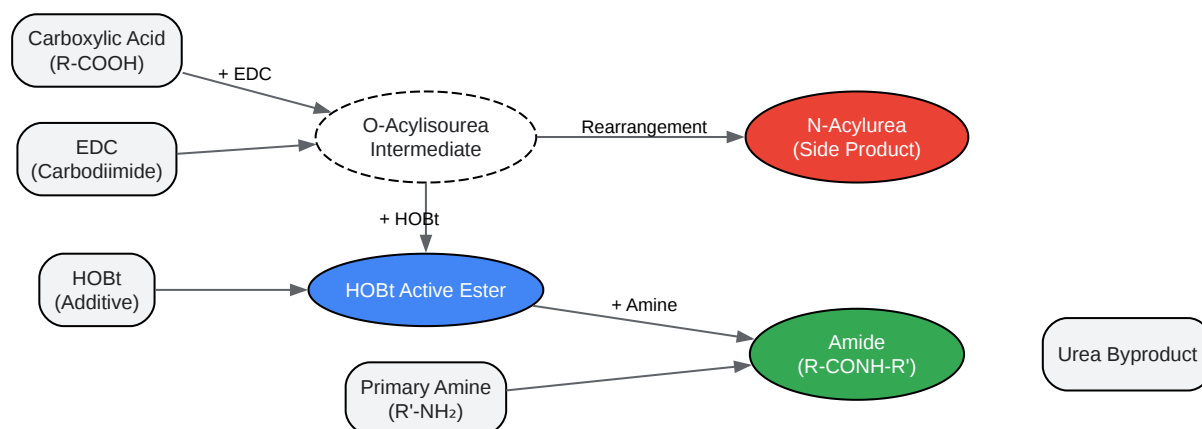 Carboxylic Acid
(R-COOH)
+ EDC
EDC
(Carbodiimide)
O-Acylisourea
Intermediate
Rearrangement
N-Acylurea
(Side Product)
+ HOBt
HOBt
(Additive)
HOBt Active Ester
+ Amine
Primary Amine
(R'-NH₂)
Amide
(R-CONH-R')
Urea Byproduct